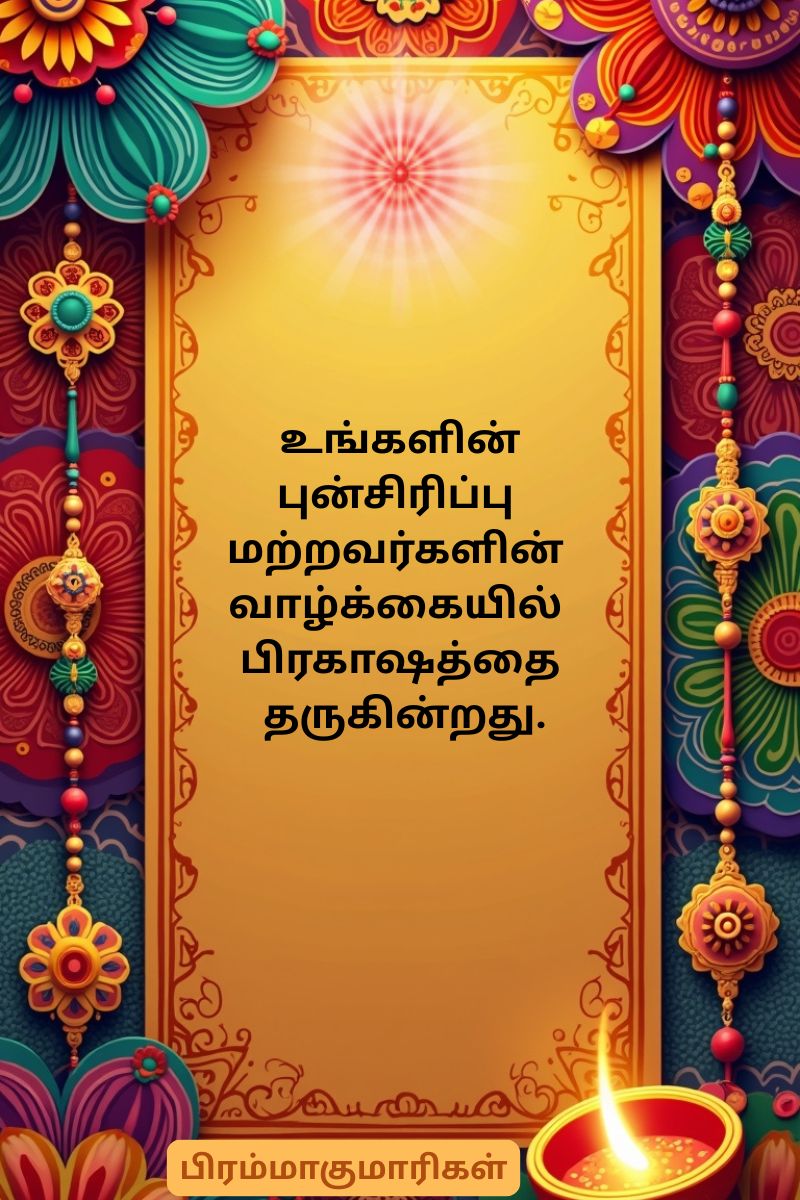 உங்களின்
புன்சிரிப்பு
மற்றவர்களின்
வாழ்க்கையில்
பிரகாஷத்தை
தருகின்றது.
பிரம்மாகுமாரிகள்